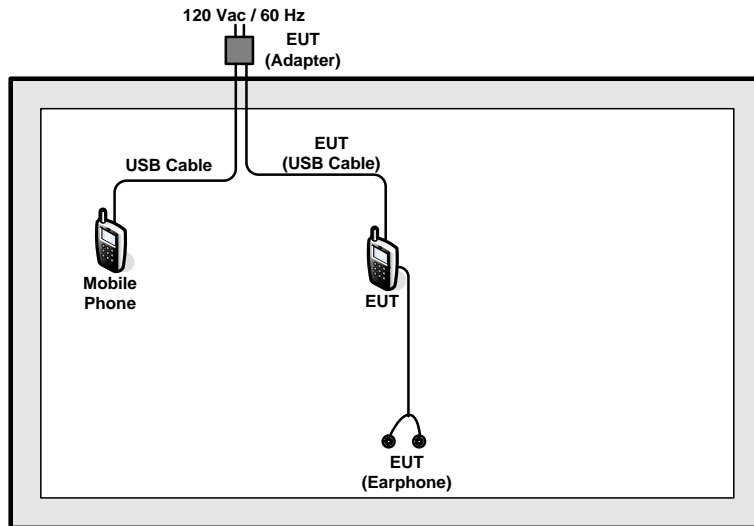 120 Vac / 60 Hz
EUT
(Adapter)
USB Cable
EUT
(USB Cable)
Mobile
Phone
EUT
EUT
(Earphone)